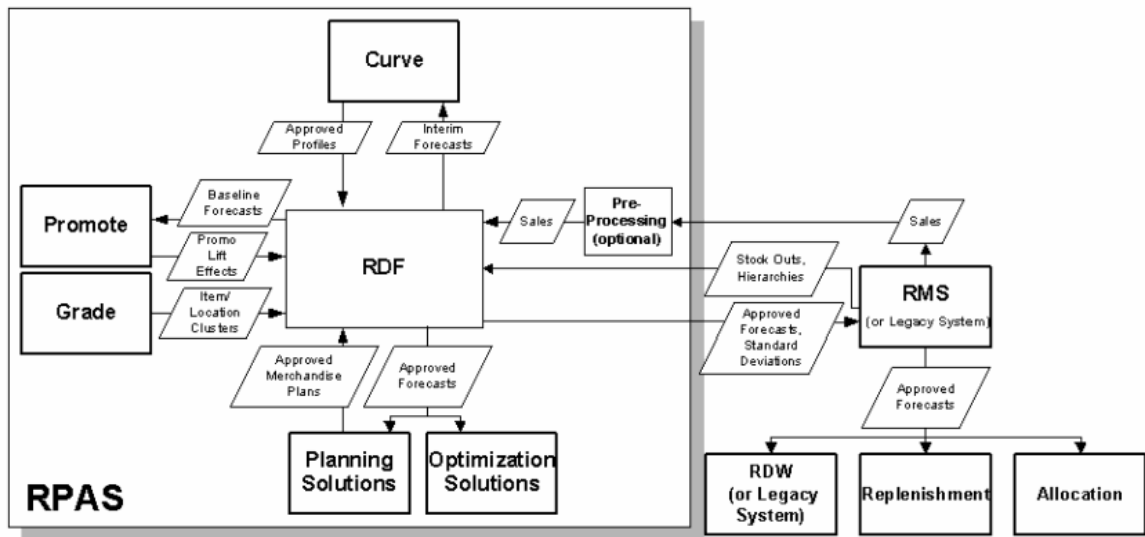 Curve
Approved
Profiles
Interim
Forecasts
Baseline
Forecasts
Promote
Promo
Lift
Effects
Grade
Item/
Location
Clusters
RDF
Sales
Pre-
Processing
(optional)
Sales
Stock Outs,
Hierarchies
RMS
(or Legacy System)
Approved
Forecasts,
Standard
Deviations
Approved
Merchandise
Plans
Approved
Forecasts
Approved
Forecasts
Planning
Solutions
Optimization
Solutions
RDW
(or Legacy
System)
Replenishment
Allocation
RPAS